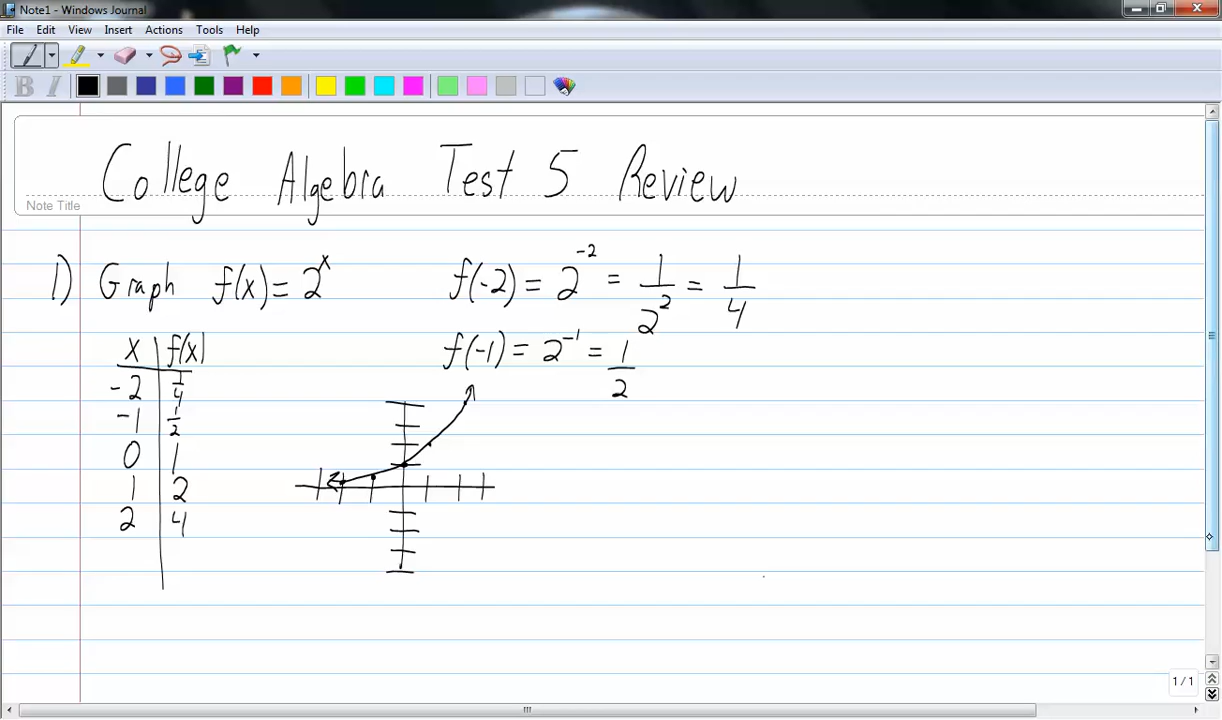 Note1 - Windows Journal
File Edit View Insert Actions Tools Help
B I
College Algebra Test 5 Review
Note Title
1) Graph f(x) = 2^x
f(-2) = 2^-2 = 1/2^2 = 1/4
f(-1) = 2^-1 = 1/2
x f(x)
-2 1/4
-1 1/2
0 1
1 2
2 4
1 / 1